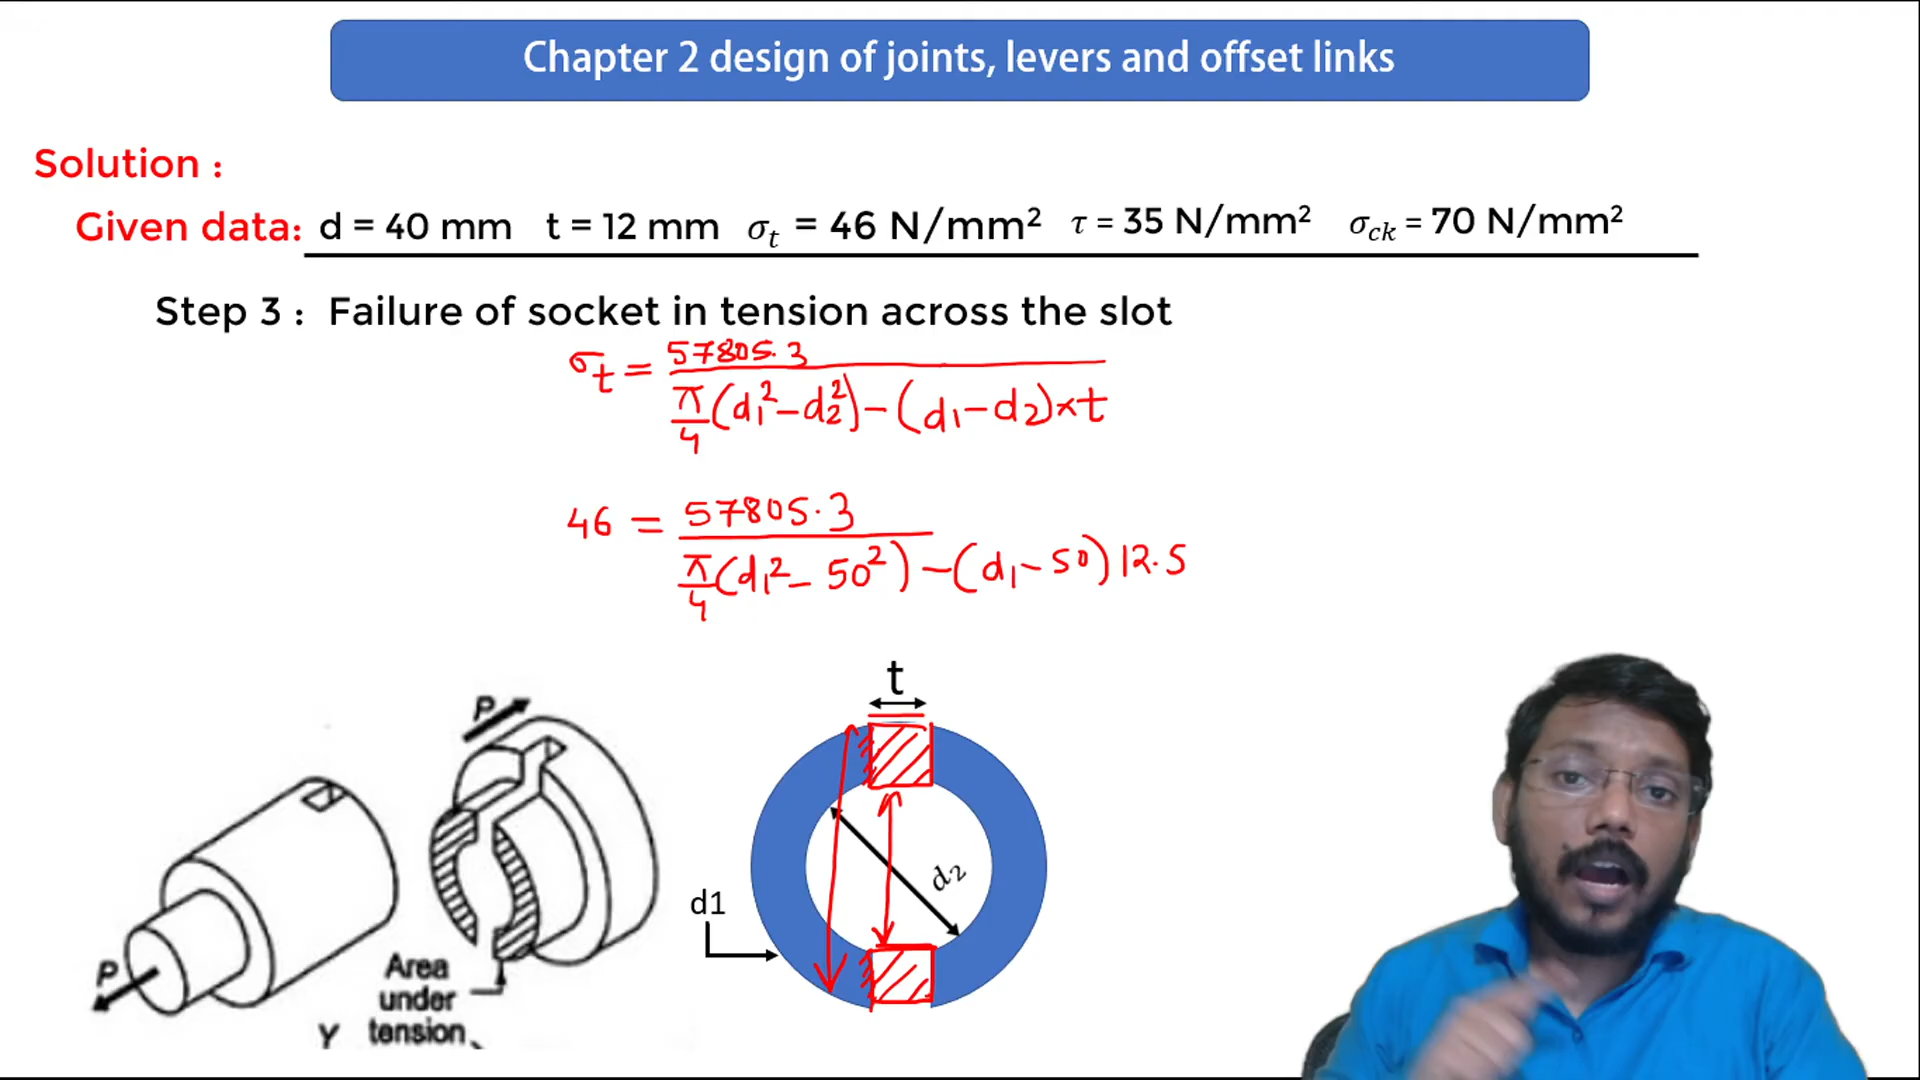 Chapter 2 design of joints, levers and offset links
Solution :
Given data: d = 40 mm t = 12 mm σt = 46 N/mm² τ = 35 N/mm² σck = 70 N/mm²
Step 3 : Failure of socket in tension across the slot
σt = 57805.3
π/4 (d1² - d2²) - (d1 - d2) × t
46 = 57805.3
π/4 (d1² - 50²) - (d1 - 50) 12.5
t
P
d2
d1
P
Area
under
Y tension